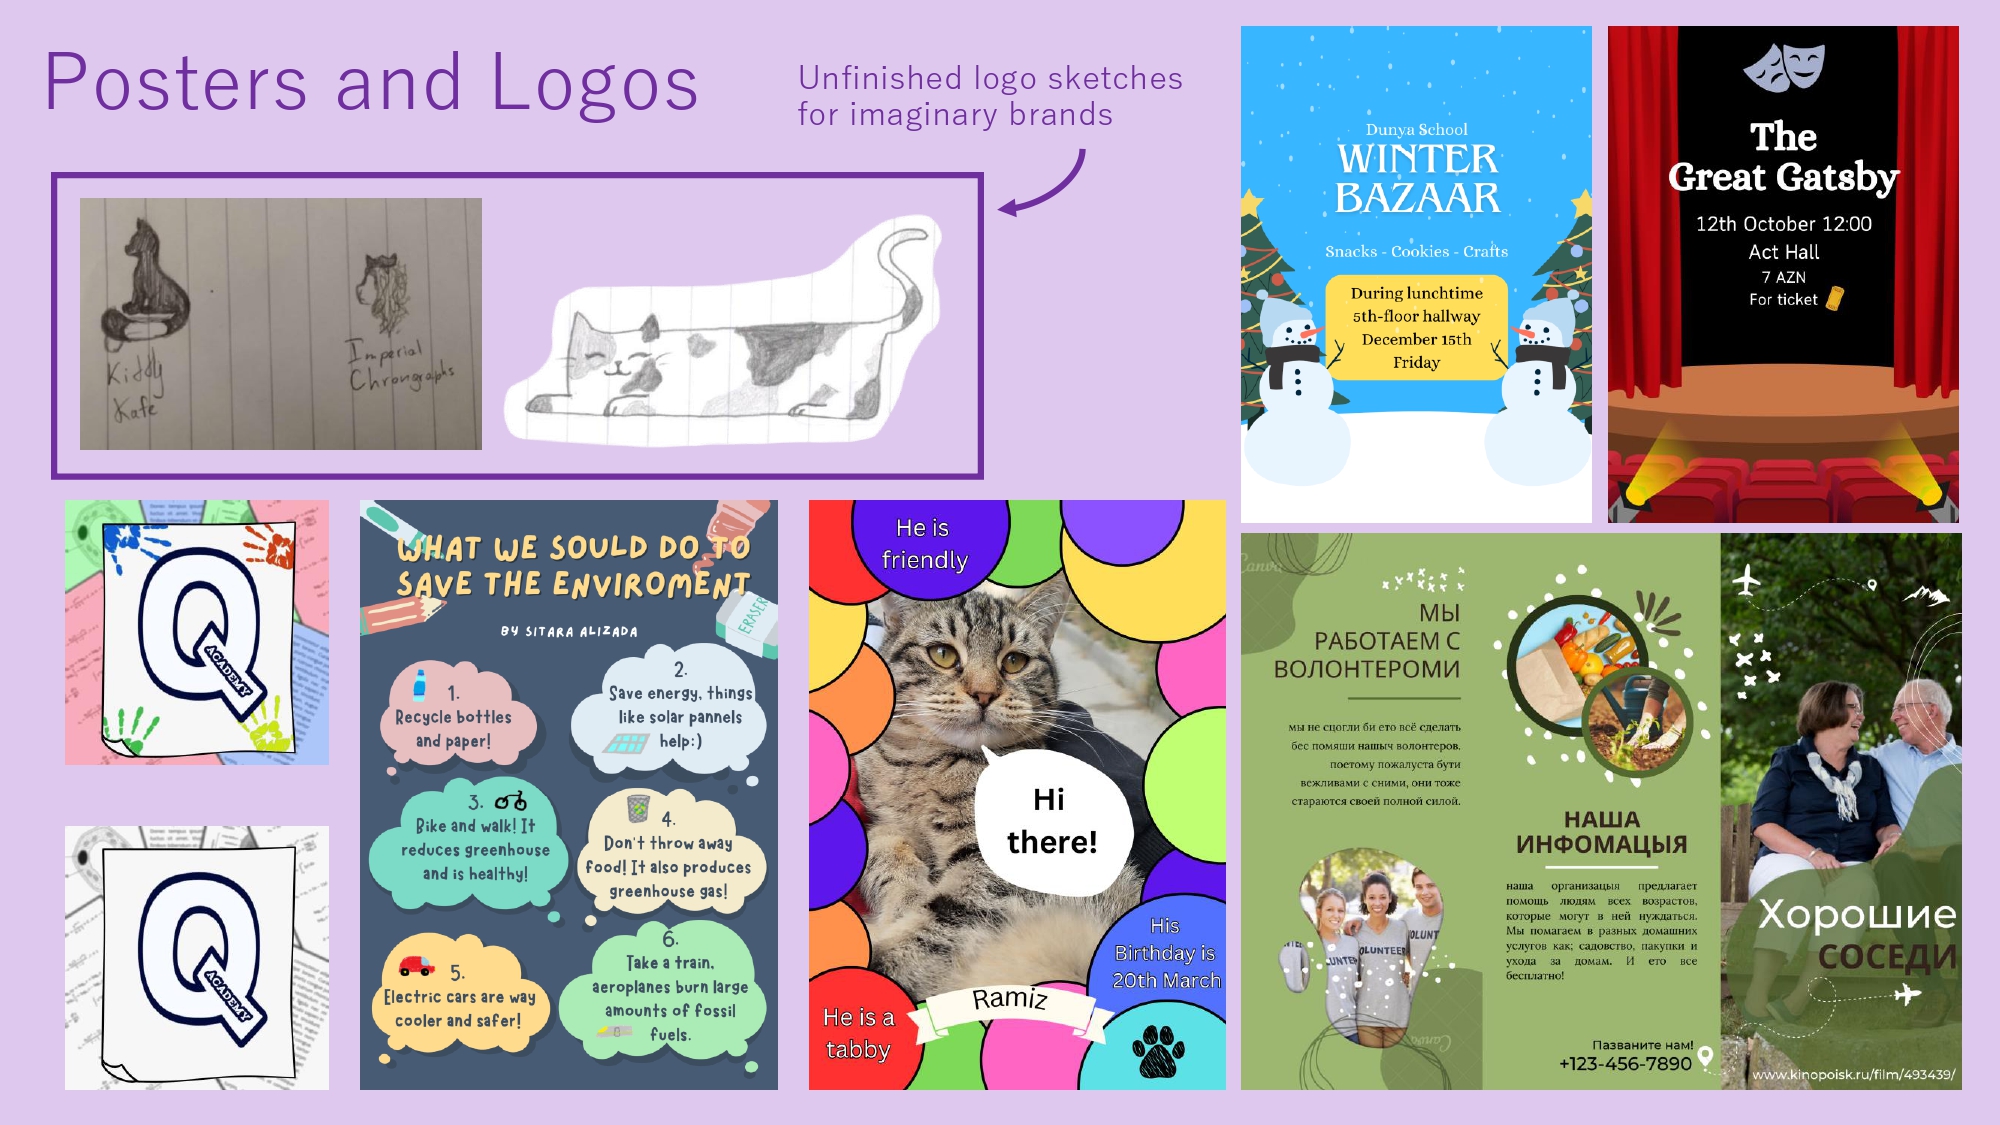 Posters and Logos
Unfinished logo sketches
for imaginary brands
Kiddy
Kafe
Imperial
Chronographs
Dunya School
WINTER
BAZAAR
Snacks - Cookies - Crafts
During lunchtime
5th-floor hallway
December 15th
Friday
The
Great Gatsby
12th October 12:00
Act Hall
7 AZN
For ticket
Q
ACADEMY
Q
ACADEMY
WHAT WE SOULD DO TO
SAVE THE ENVIROMENT
ERASER
BY SITARA ALIZADA
1.
Recycle bottles
and paper!
2.
Save energy, things
like solar pannels
help:)
3.
Bike and walk! It
reduces greenhouse
and is healthy!
4.
Don't throw away
food! It also produces
greenhouse gas!
5.
Electric cars are way
cooler and safer!
6.
Take a train,
aeroplanes burn large
amounts of fossil
fuels.
He is
friendly
Hi
there!
His
Birthday is
20th March
Ramiz
He is a
tabby
Canva
МЫ
РАБОТАЕМ С
ВОЛОНТЕРОМИ
мы не сцогли би ето всё сделать
бес помяши нашыч волонтеров.
поетому пожалуста бути
вежливами с сними, они тоже
стараются своей полной силой.
VOLUNTEER
VOLUNT
Canva
НАША
ИНФОМАЦЫЯ
наша организацыя предлагает
помощь людям всех возрастов,
которые могут в ней нуждаться.
Мы помагаем в разных домашних
услугов как; садовство, пакупки и
ухода за домам. И ето все
бесплатно!
Пазваните нам!
+123-456-7890
Хорошие
СОСЕДИ
www.kinopoisk.ru/film/493439/